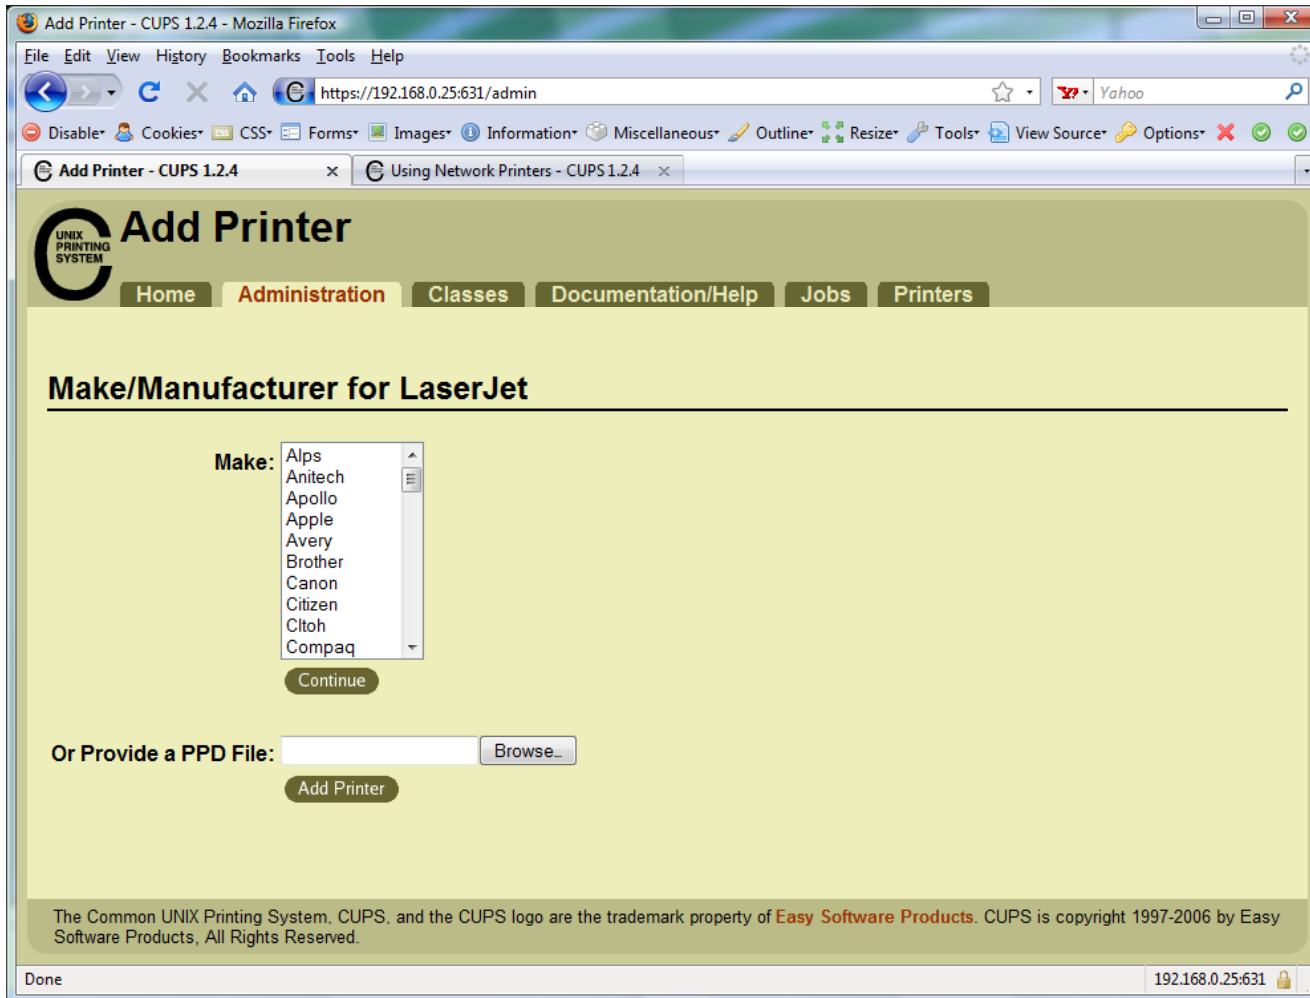 Add Printer - CUPS 1.2.4 - Mozilla Firefox
File Edit View History Bookmarks Tools Help
https://192.168.0.25:631/admin
Yahoo
Disable Cookies CSS Forms Images Information Miscellaneous Outline Resize Tools View Source Options
Add Printer - CUPS 1.2.4
Using Network Printers - CUPS 1.2.4
UNIX
PRINTING
SYSTEM
Add Printer
Home Administration Classes Documentation/Help Jobs Printers
Make/Manufacturer for LaserJet
Make:
Alps
Anitech
Apollo
Apple
Avery
Brother
Canon
Citizen
CItoh
Compaq
Continue
Or Provide a PPD File:
Browse...
Add Printer
The Common UNIX Printing System, CUPS, and the CUPS logo are the trademark property of Easy Software Products. CUPS is copyright 1997-2006 by Easy
Software Products, All Rights Reserved.
Done
192.168.0.25:631